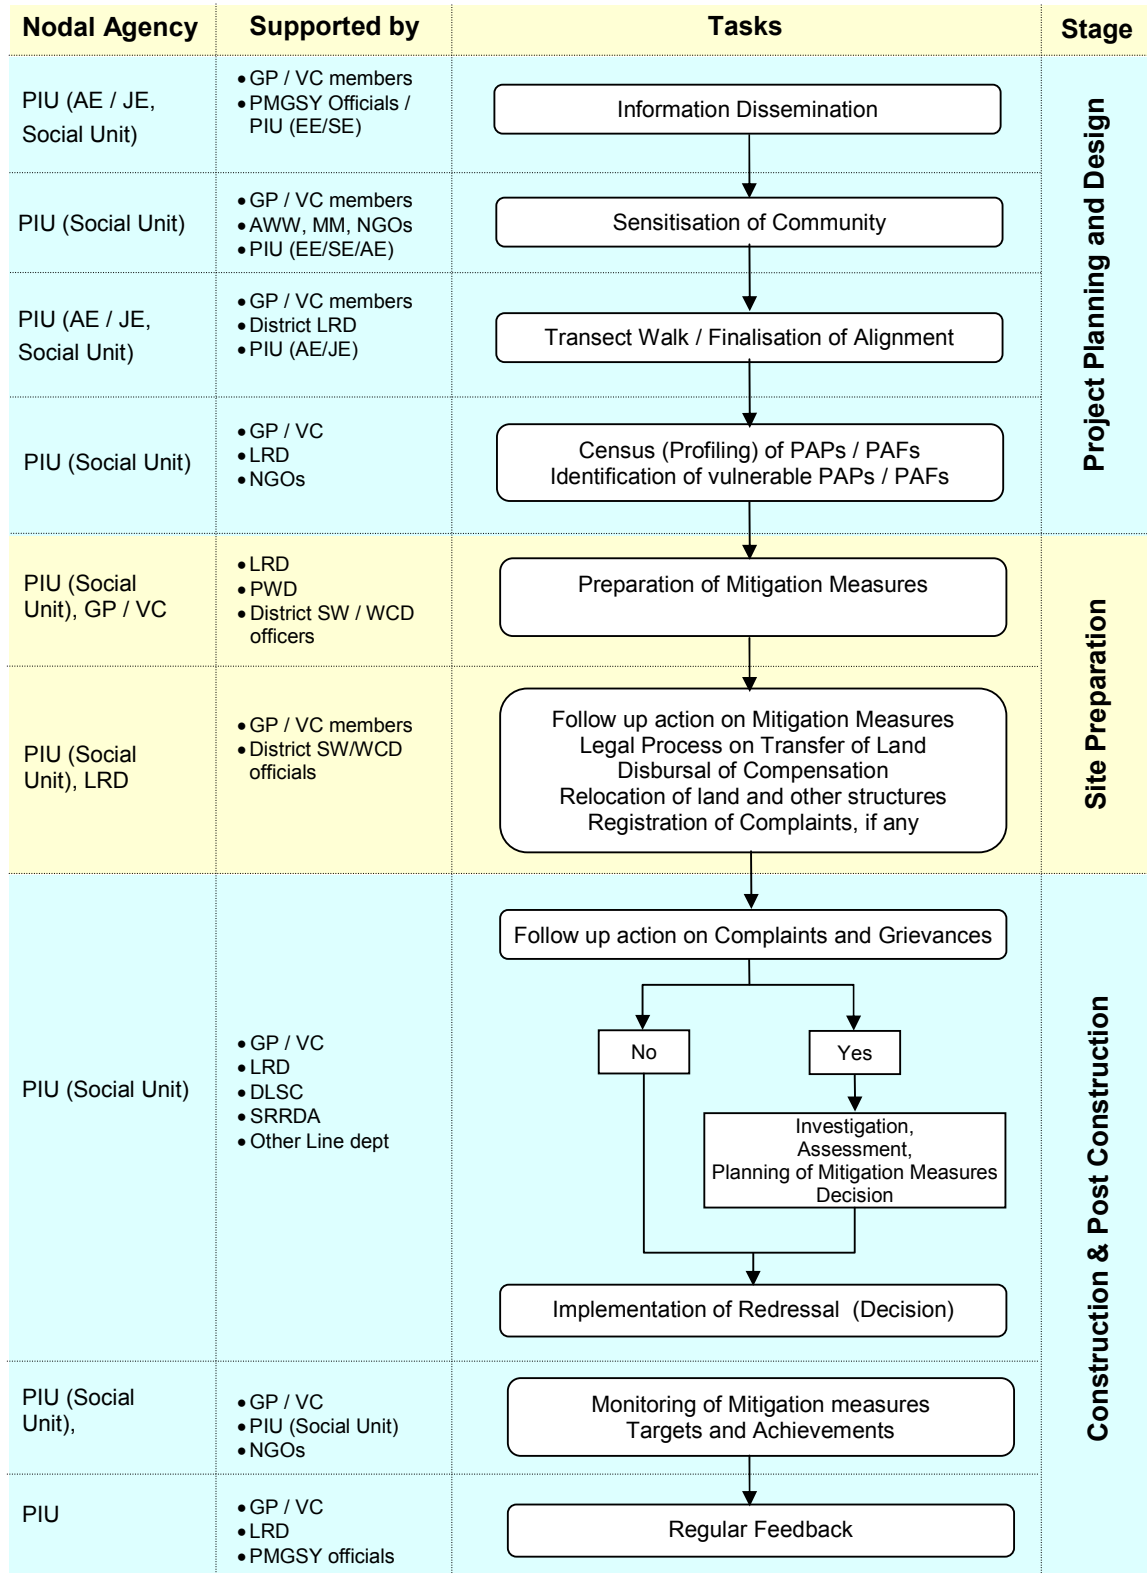 Nodal Agency
Supported by
Tasks
Stage
PIU (AE / JE,
Social Unit)
• GP / VC members
• PMGSY Officials /
PIU (EE/SE)
Information Dissemination
Project Planning and Design
PIU (Social Unit)
• GP / VC members
• AWW, MM, NGOs
• PIU (EE/SE/AE)
Sensitisation of Community
PIU (AE / JE,
Social Unit)
• GP / VC members
• District LRD
• PIU (AE/JE)
Transect Walk / Finalisation of Alignment
PIU (Social Unit)
• GP / VC
• LRD
• NGOs
Census (Profiling) of PAPs / PAFs
Identification of vulnerable PAPs / PAFs
PIU (Social
Unit), GP / VC
• LRD
• PWD
• District SW / WCD
officers
Preparation of Mitigation Measures
Site Preparation
PIU (Social
Unit), LRD
• GP / VC members
• District SW/WCD
officials
Follow up action on Mitigation Measures
Legal Process on Transfer of Land
Disbursal of Compensation
Relocation of land and other structures
Registration of Complaints, if any
PIU (Social Unit)
• GP / VC
• LRD
• DLSC
• SRRDA
• Other Line dept
Follow up action on Complaints and Grievances
No
Yes
Investigation,
Assessment,
Planning of Mitigation Measures
Decision
Implementation of Redressal (Decision)
Construction & Post Construction
PIU (Social
Unit),
• GP / VC
• PIU (Social Unit)
• NGOs
Monitoring of Mitigation measures
Targets and Achievements
PIU
• GP / VC
• LRD
• PMGSY officials
Regular Feedback